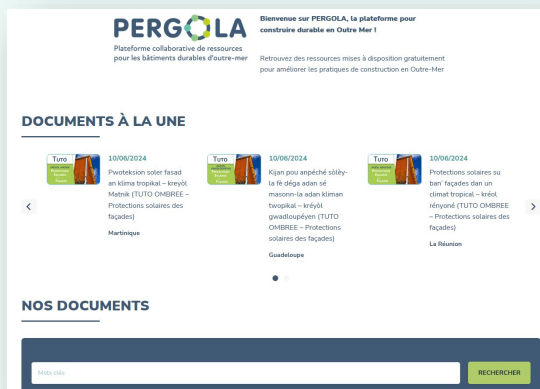 PERGOLA
Plateforme collaborative de ressources
pour les bâtiments durables d'outre-mer
Bienvenue sur PERGOLA, la plateforme pour
construire durable en Outre Mer !
Retrouvez des ressources mises à disposition gratuitement
pour améliorer les pratiques de construction en Outre-Mer
DOCUMENTS À LA UNE
Tuto
10/06/2024
Pwoteksion soler fasad
an klima tropikal – kreyòl
Matnik (TUTO OMBREE –
Protections solaires des
façades)
Martinique
Tuto
10/06/2024
Kijan pou anpéché sòlèy-
la fè déga adan sé
masonn-la adan kliman
twopikal – kréyòl
gwadloupéyen (TUTO
OMBREE – Protections
solaires des façades)
Guadeloupe
Tuto
10/06/2024
Protections solaires su
ban' façades dan un
climat tropical – kréol
rényoné (TUTO OMBREE
– Protections solaires des
façades)
La Réunion
NOS DOCUMENTS
Mots clés
RECHERCHER